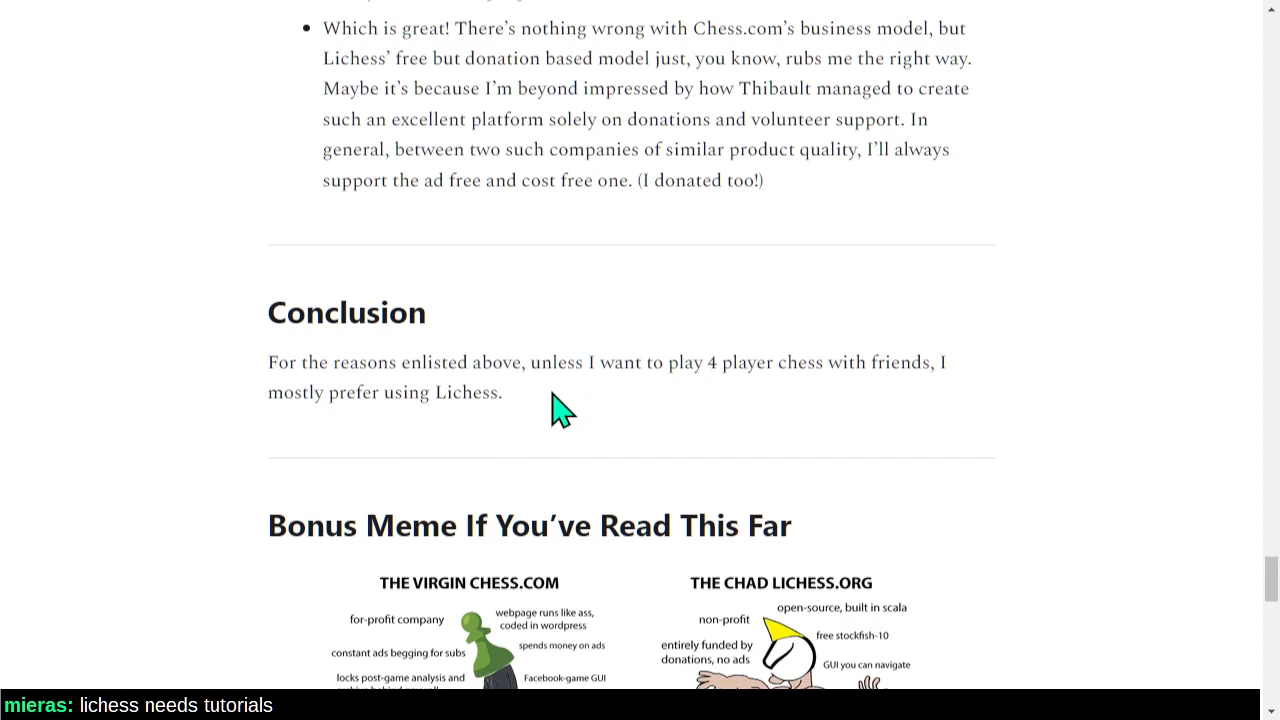 Which is great! There's nothing wrong with Chess.com's business model, but
Lichess' free but donation based model just, you know, rubs me the right way.
Maybe it's because I'm beyond impressed by how Thibault managed to create
such an excellent platform solely on donations and volunteer support. In
general, between two such companies of similar product quality, I'll always
support the ad free and cost free one. (I donated too!)
Conclusion
For the reasons enlisted above, unless I want to play 4 player chess with friends, I
mostly prefer using Lichess.
Bonus Meme If You've Read This Far
THE VIRGIN CHESS.COM
for-profit company
webpage runs like ass,
coded in wordpress
constant ads begging for subs
spends money on ads
locks post-game analysis and
Facebook-game GUI
THE CHAD LICHESS.ORG
open-source, built in scala
non-profit
free stockfish-10
entirely funded by
donations, no ads
GUI you can navigate
mieras: lichess needs tutorials